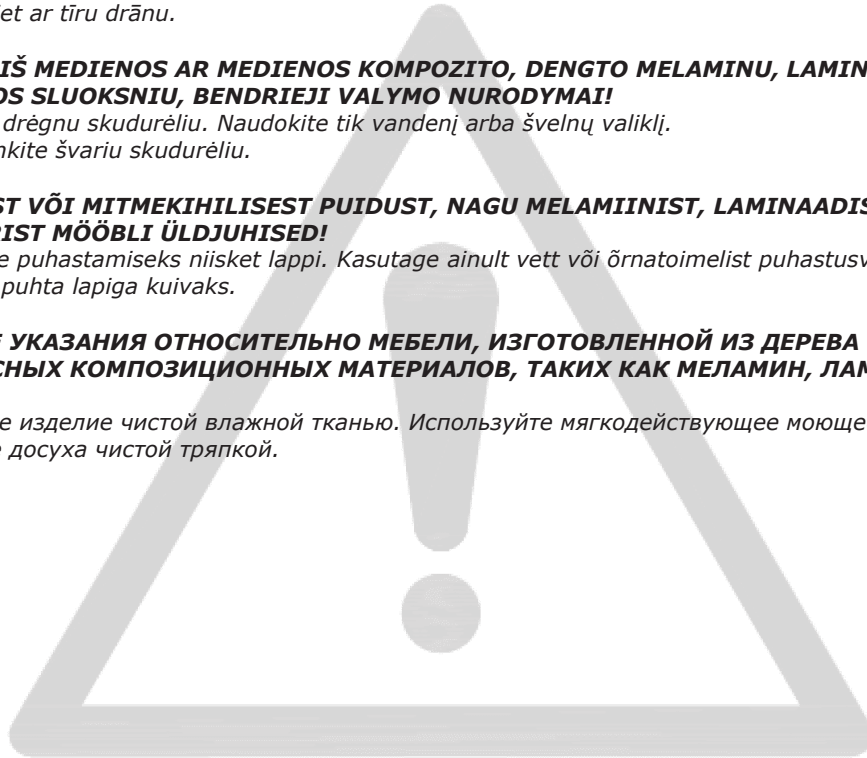 et ar tīru drānu.
IŠ MEDIENOS AR MEDIENOS KOMPOZITO, DENGTO MELAMINU, LAMIN
OS SLUOKSNIU, BENDRIEJI VALYMO NURODYMAI!
drėgnu skudurėliu. Naudokite tik vandenį arba švelnų valiklį.
nkite švariu skudurėliu.
ST VÕI MITMEKIHILISEST PUIDUST, NAGU MELAMIINIST, LAMINAADIS
RIST MÖÖBLI ÜLDJUHISED!
e puhastamiseks niisket lappi. Kasutage ainult vett või õrnatoimelist puhastusv
puhta lapiga kuivaks.
Е УКАЗАНИЯ ОТНОСИТЕЛЬНО МЕБЕЛИ, ИЗГОТОВЛЕННОЙ ИЗ ДЕРЕВА
СНЫХ КОМПОЗИЦИОННЫХ МАТЕРИАЛОВ, ТАКИХ КАК МЕЛАМИН, ЛАМ
е изделие чистой влажной тканью. Используйте мягкодействующее моюще
е досуха чистой тряпкой.